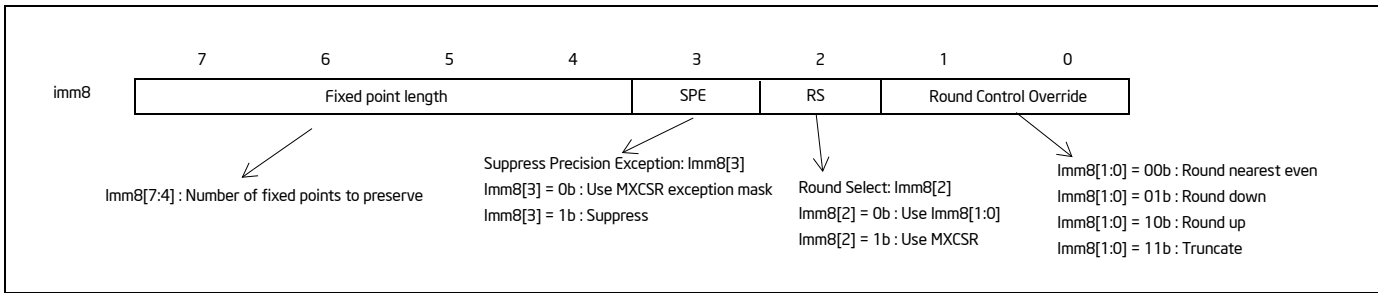 7 6 5 4 3 2 1 0
imm8 Fixed point length SPE RS Round Control Override
Imm8[7:4] : Number of fixed points to preserve
Suppress Precision Exception: Imm8[3]
Imm8[3] = 0b : Use MXCSR exception mask
Imm8[3] = 1b : Suppress
Round Select: Imm8[2]
Imm8[2] = 0b : Use Imm8[1:0]
Imm8[2] = 1b : Use MXCSR
Imm8[1:0] = 00b : Round nearest even
Imm8[1:0] = 01b : Round down
Imm8[1:0] = 10b : Round up
Imm8[1:0] = 11b : Truncate